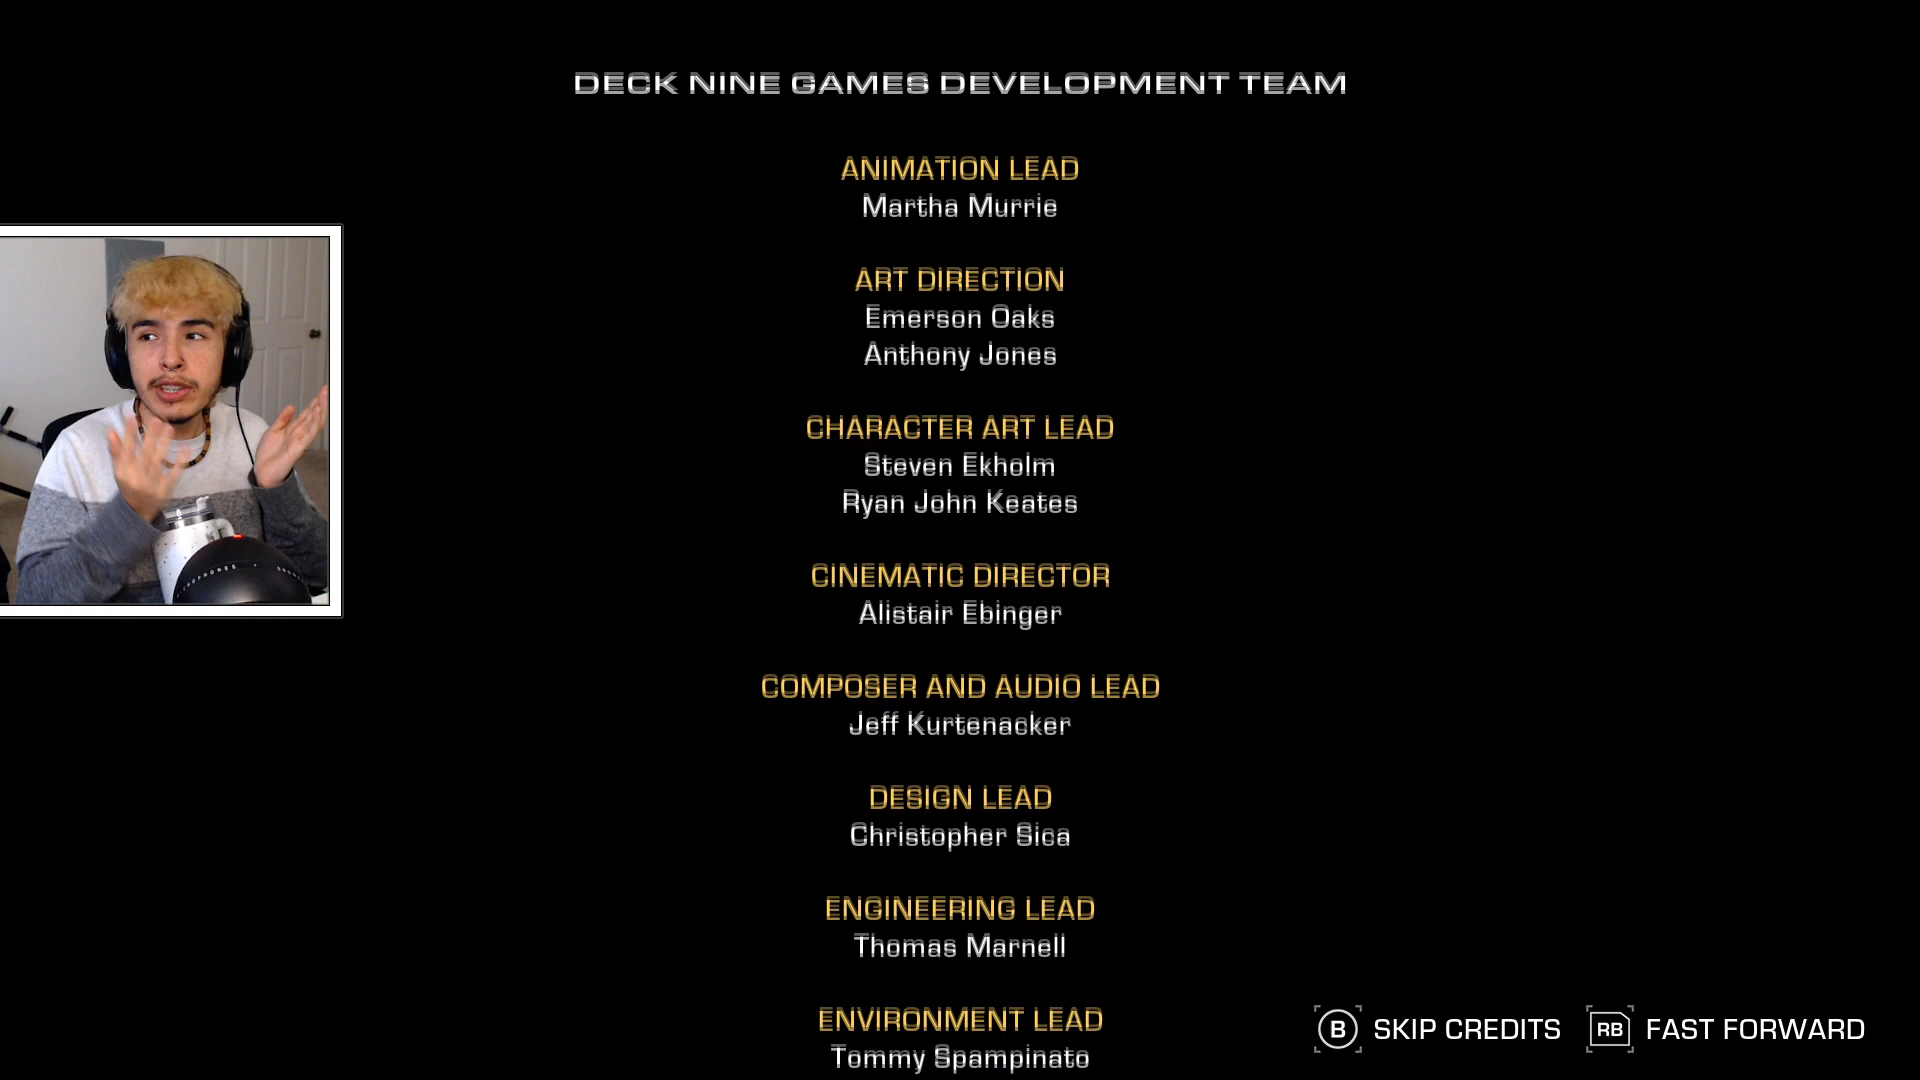 DECK NINE GAMES DEVELOPMENT TEAM
ANIMATION LEAD
Martha Murrie
ART DIRECTION
Emerson Oaks
Anthony Jones
CHARACTER ART LEAD
Steven Ekholm
Ryan John Keates
CINEMATIC DIRECTOR
Alistair Ebinger
COMPOSER AND AUDIO LEAD
Jeff Kurtenacker
DESIGN LEAD
Christopher Sica
ENGINEERING LEAD
Thomas Marnell
ENVIRONMENT LEAD
Tommy Spampinato
B SKIP CREDITS RB FAST FORWARD